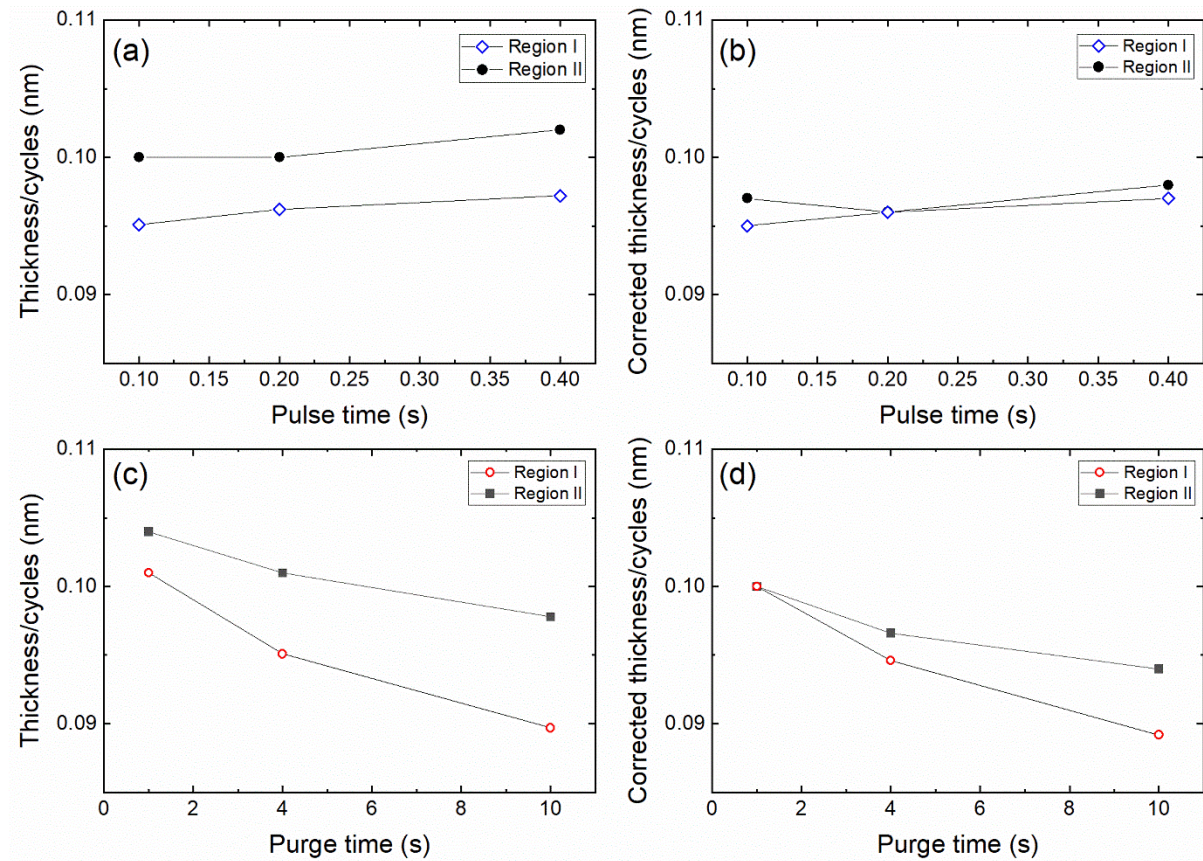 (a)
Region I
Region II
0.11
0.10
0.09
Thickness/cycles (nm)
0.10 0.15 0.20 0.25 0.30 0.35 0.40
Pulse time (s)
(b)
Region I
Region II
0.11
0.10
0.09
Corrected thickness/cycles (nm)
0.10 0.15 0.20 0.25 0.30 0.35 0.40
Pulse time (s)
(c)
Region I
Region II
0.11
0.10
0.09
Thickness/cycles (nm)
0 2 4 6 8 10
Purge time (s)
(d)
Region I
Region II
0.11
0.10
0.09
Corrected thickness/cycles (nm)
0 2 4 6 8 10
Purge time (s)